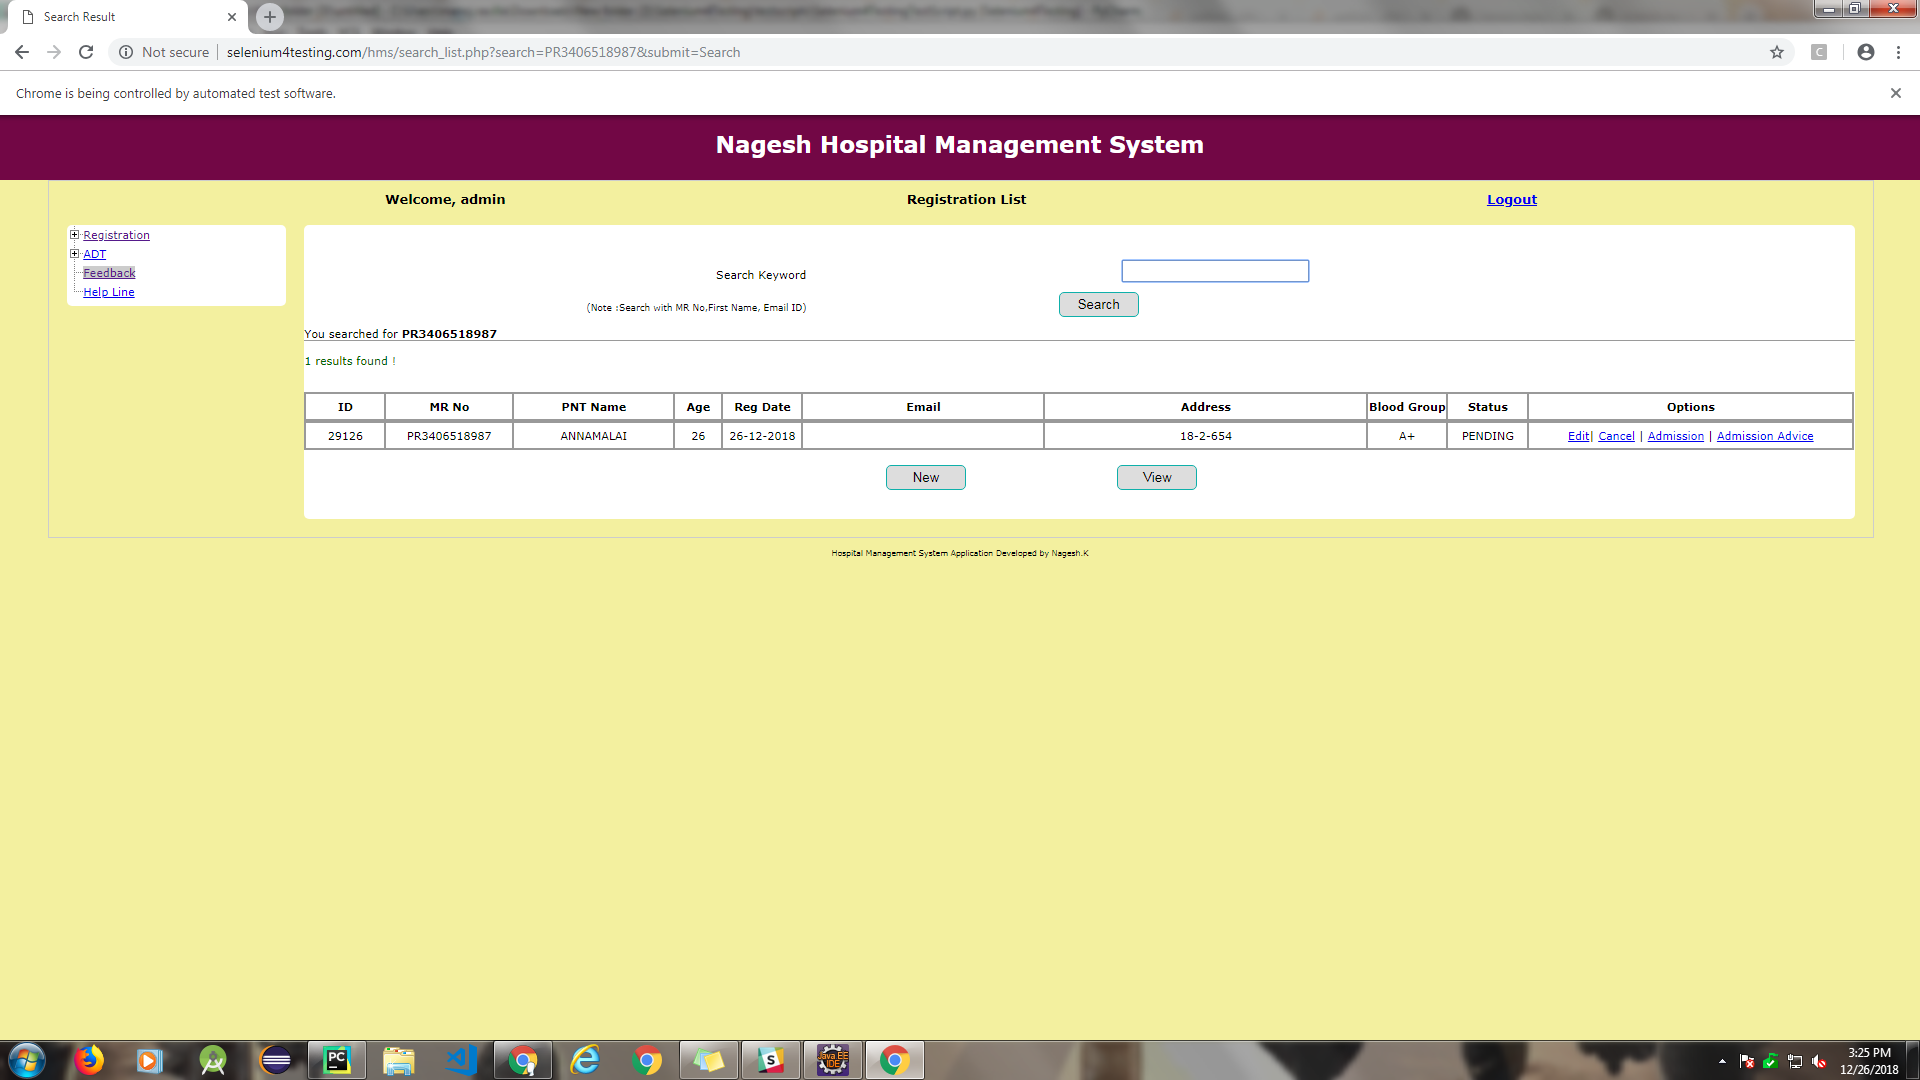 Search Result
Not secure selenium4testing.com/hms/search_list.php?search=PR3406518987&submit=Search
C
Chrome is being controlled by automated test software.
Nagesh Hospital Management System
Welcome, admin Registration List Logout
Registration
ADT
Feedback
Help Line
Search Keyword
(Note :Search with MR No,First Name, Email ID) Search
You searched for PR3406518987
1 results found !
ID MR No PNT Name Age Reg Date Email Address Blood Group Status Options
29126 PR3406518987 ANNAMALAI 26 26-12-2018 18-2-654 A+ PENDING Edit| Cancel | Admission | Admission Advice
New View
Hospital Management System Application Developed by Nagesh.K
PC
S
Java EE
IDE
3:25 PM
12/26/2018